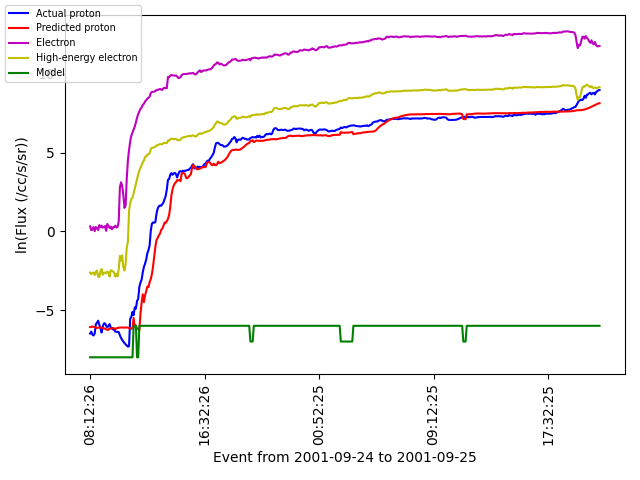 Actual proton
Predicted proton
Electron
High-energy electron
Model
5
0
−5
ln(Flux (/cc/s/sr))
08:12:26
16:32:26
00:52:25
09:12:25
17:32:25
Event from 2001-09-24 to 2001-09-25